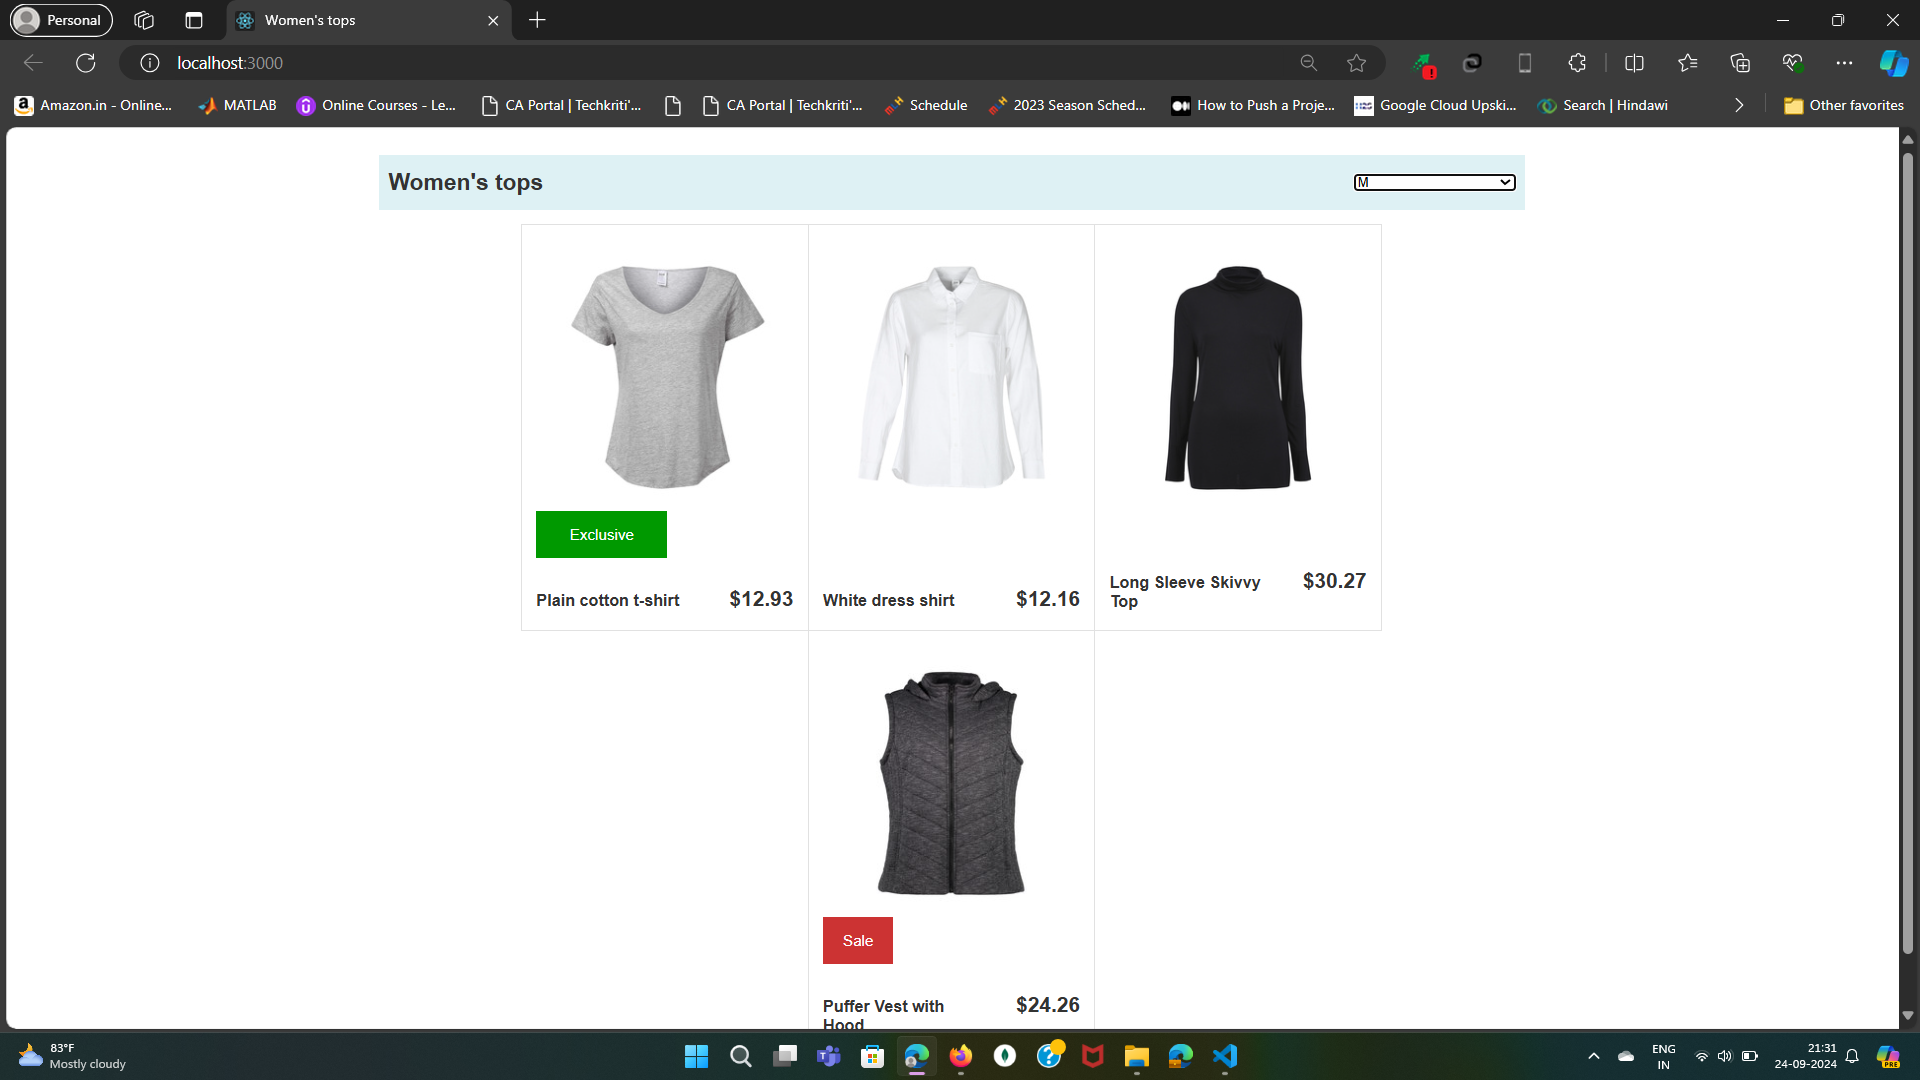 Personal
Women's tops
localhost:3000
Amazon.in - Online...
MATLAB
Online Courses - Le...
CA Portal | Techkriti'...
CA Portal | Techkriti'...
Schedule
2023 Season Sched...
How to Push a Proje...
Google Cloud Upski...
Search | Hindawi
Other favorites
Women's tops
M
Exclusive
Plain cotton t-shirt
$12.93
White dress shirt
$12.16
Long Sleeve Skivvy
Top
$30.27
Sale
Puffer Vest with
Hood
$24.26
83°F
Mostly cloudy
ENG
IN
21:31
24-09-2024
PRE